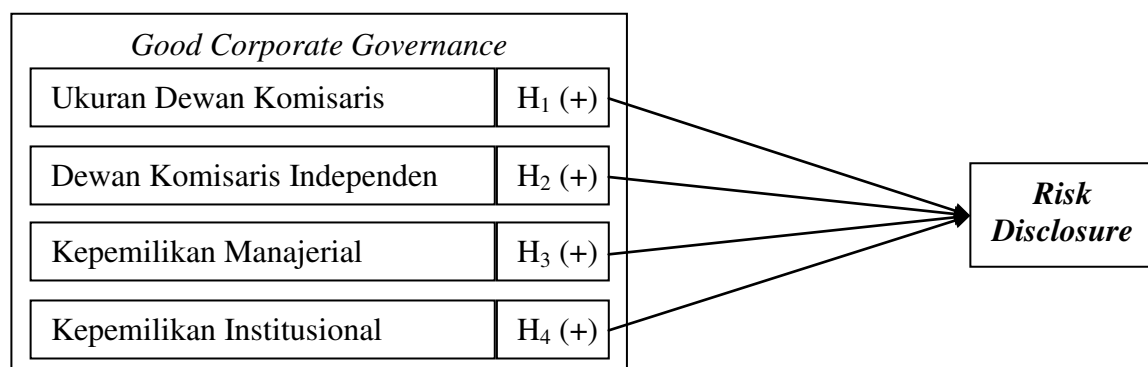 Good Corporate Governance
Ukuran Dewan Komisaris H₁ (+)
Dewan Komisaris Independen H₂ (+)
Kepemilikan Manajerial H₃ (+)
Kepemilikan Institusional H₄ (+)
Risk
Disclosure